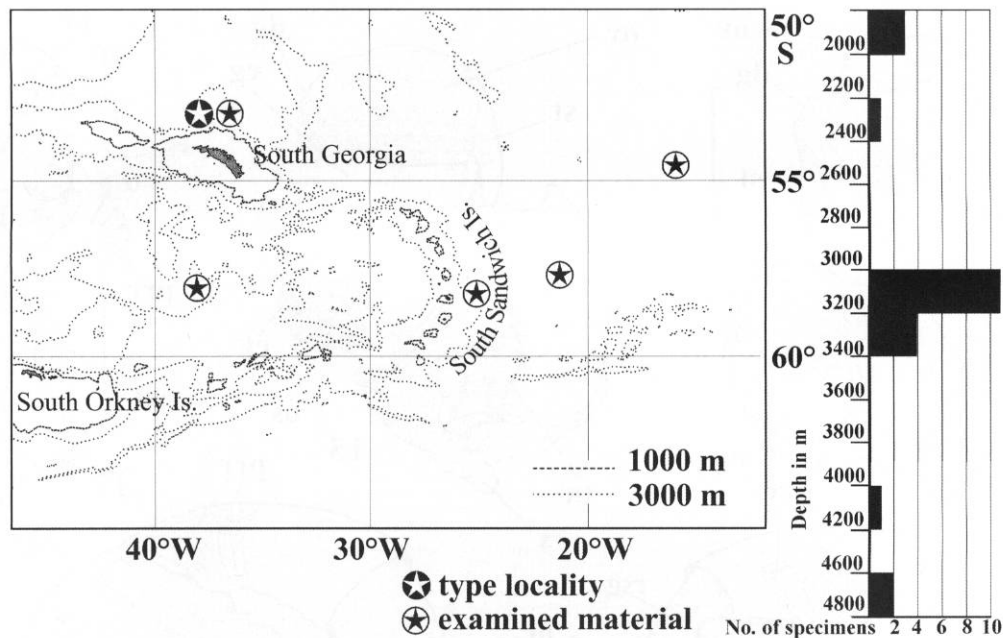 50°
S
South Georgia
55°
South Sandwich Is.
60°
South Orkney Is.
1000 m
3000 m
40°W
30°W
20°W
type locality
examined material
2000
2200
2400
2600
2800
3000
3200
3400
3600
3800
4000
4200
4600
4800
Depth in m
No. of specimens 2 4 6 8 10